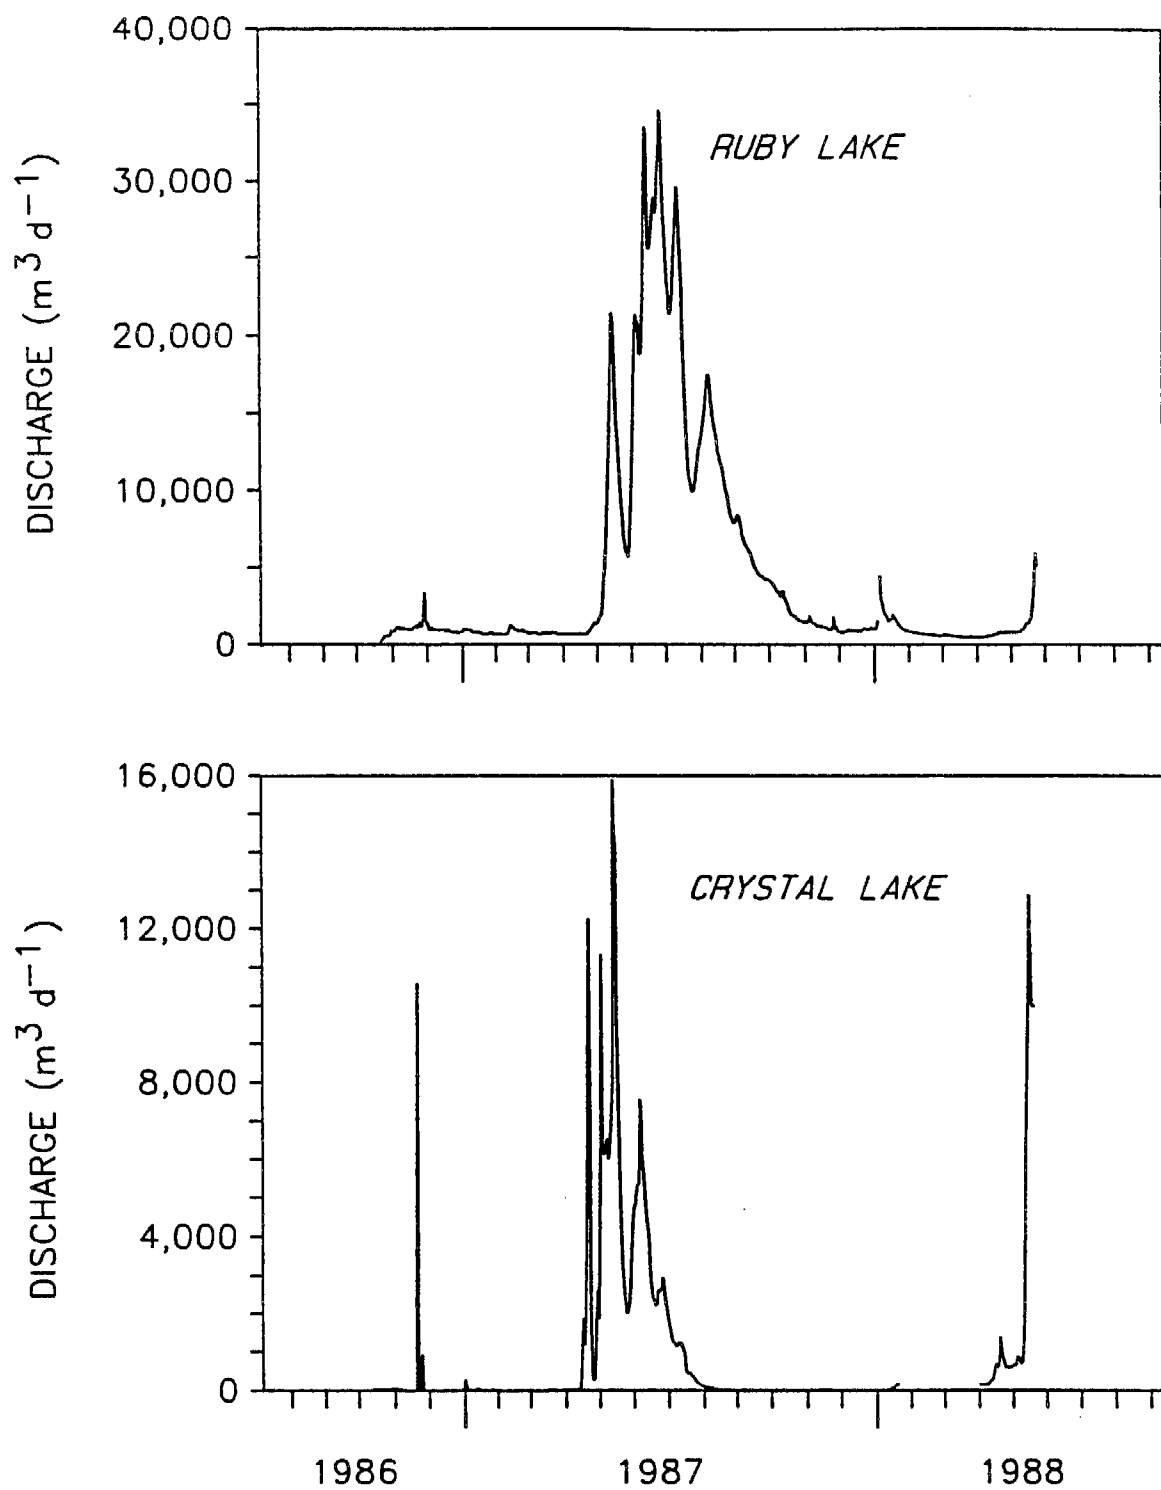 40,000
30,000
20,000
10,000
0
DISCHARGE (m³ d⁻¹)
RUBY LAKE
16,000
12,000
8,000
4,000
0
DISCHARGE (m³ d⁻¹)
CRYSTAL LAKE
1986 1987 1988